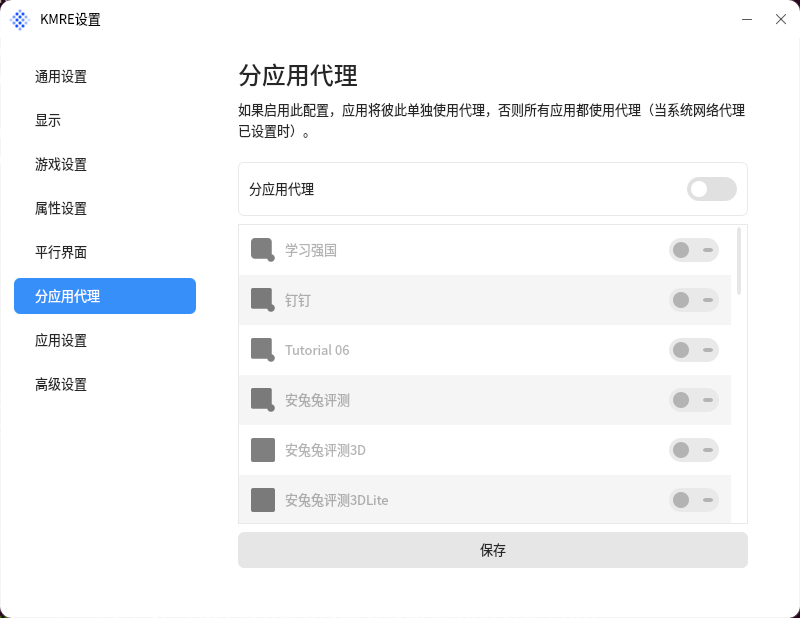 KMRE设置
通用设置
显示
游戏设置
属性设置
平行界面
分应用代理
应用设置
高级设置
分应用代理
如果启用此配置，应用将彼此单独使用代理，否则所有应用都使用代理（当系统网络代理
已设置时）。
分应用代理
学习强国
钉钉
Tutorial 06
安兔兔评测
安兔兔评测3D
安兔兔评测3DLite
保存